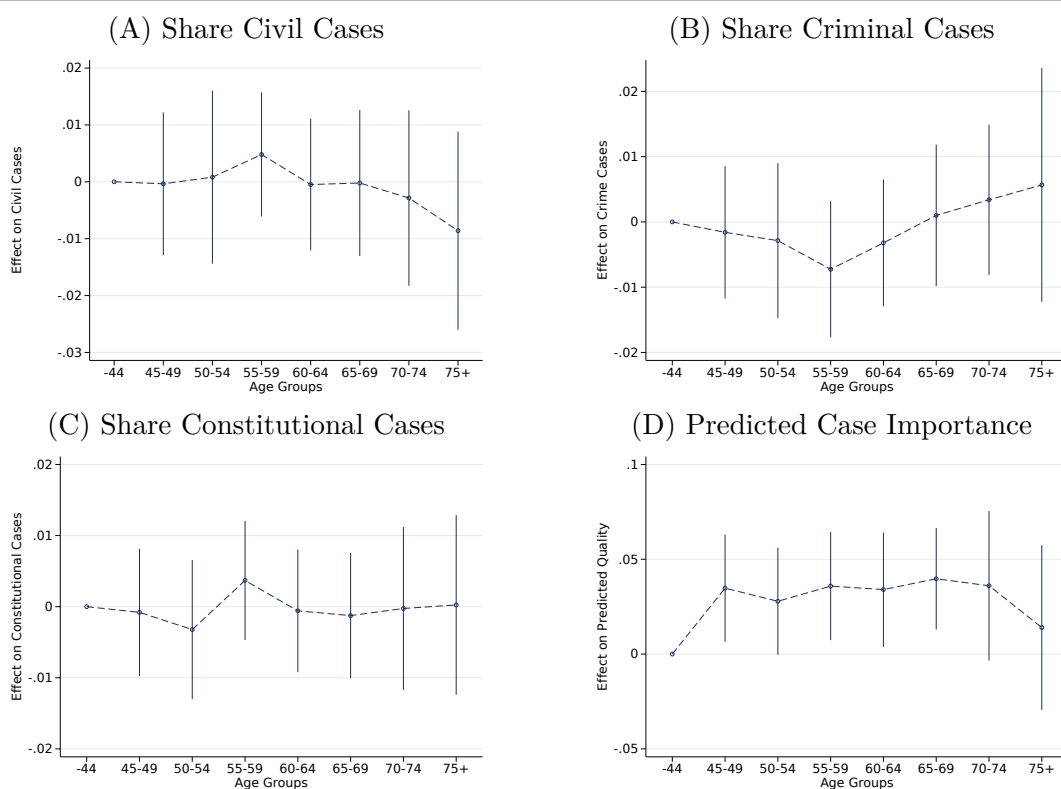 (A) Share Civil Cases
Effect on Civil Cases
.02
.01
0
-.01
-.02
-.03
-44 45-49 50-54 55-59 60-64 65-69 70-74 75+
Age Groups
(B) Share Criminal Cases
Effect on Crime Cases
.02
.01
0
-.01
-.02
-44 45-49 50-54 55-59 60-64 65-69 70-74 75+
Age Groups
(C) Share Constitutional Cases
Effect on Constitutional Cases
.02
.01
0
-.01
-.02
-44 45-49 50-54 55-59 60-64 65-69 70-74 75+
Age Groups
(D) Predicted Case Importance
Effect on Predicted Quality
.1
.05
0
-.05
-44 45-49 50-54 55-59 60-64 65-69 70-74 75+
Age Groups